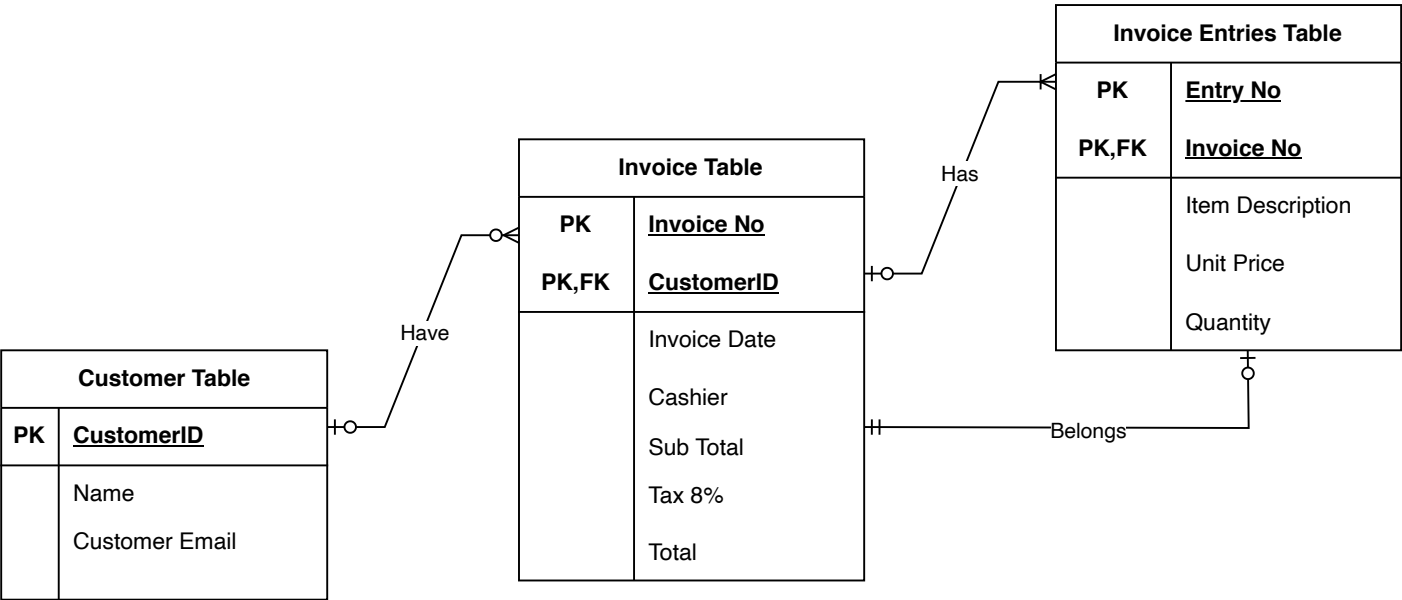 Invoice Entries Table
PK Entry No
PK,FK Invoice No
Item Description
Unit Price
Quantity
Has
Invoice Table
PK Invoice No
PK,FK CustomerID
Invoice Date
Cashier
Sub Total
Tax 8%
Total
Have
Belongs
Customer Table
PK CustomerID
Name
Customer Email